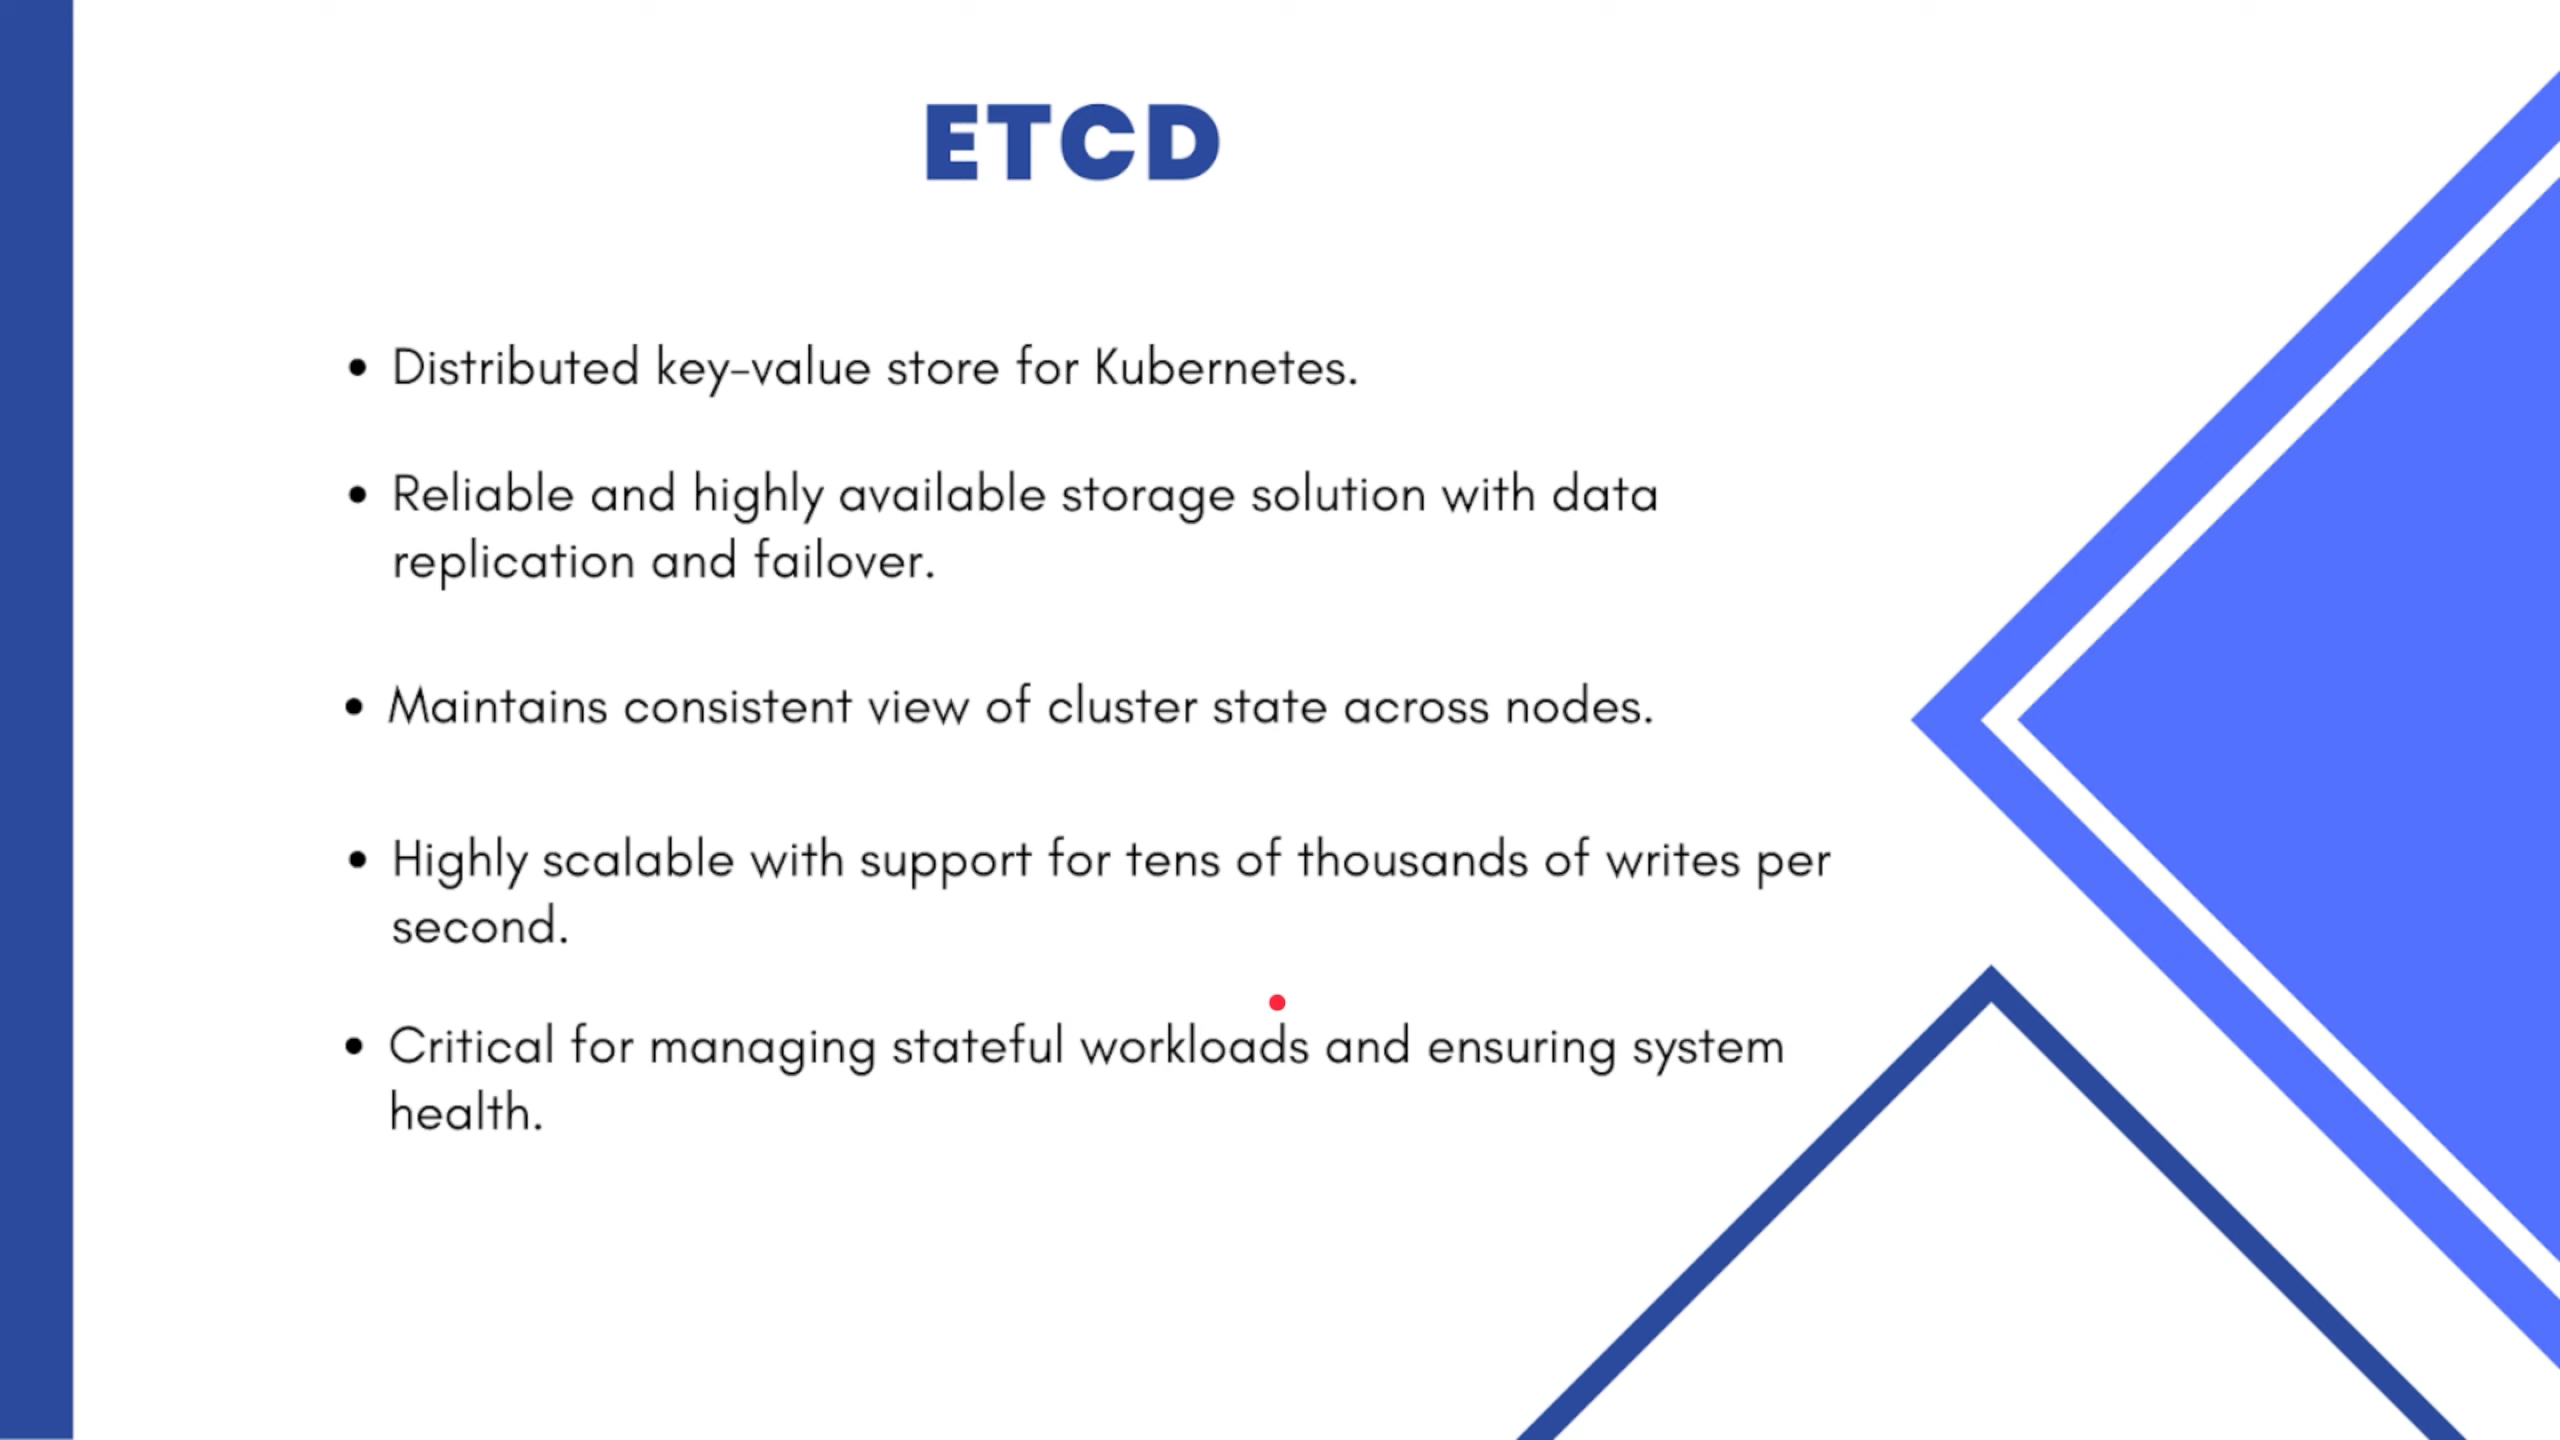 ETCD
• Distributed key-value store for Kubernetes.
• Reliable and highly available storage solution with data
replication and failover.
• Maintains consistent view of cluster state across nodes.
• Highly scalable with support for tens of thousands of writes per
second.
• Critical for managing stateful workloads and ensuring system
health.